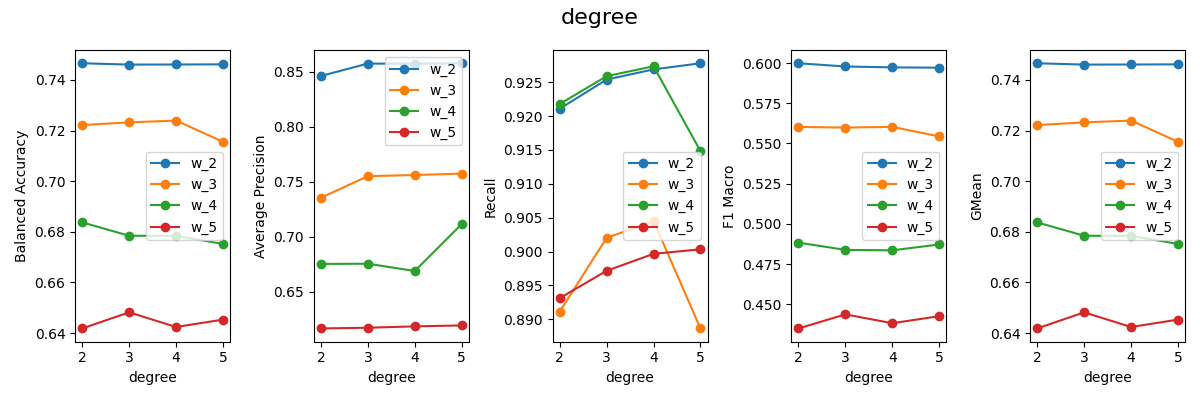 degree
Balanced Accuracy
0.74
0.72
0.70
0.68
0.66
0.64
2 3 4 5
degree
w_2
w_3
w_4
w_5
Average Precision
0.85
0.80
0.75
0.70
0.65
2 3 4 5
degree
w_2
w_3
w_4
w_5
Recall
0.925
0.920
0.915
0.910
0.905
0.900
0.895
0.890
2 3 4 5
degree
w_2
w_3
w_4
w_5
F1 Macro
0.600
0.575
0.550
0.525
0.500
0.475
0.450
2 3 4 5
degree
w_2
w_3
w_4
w_5
GMean
0.74
0.72
0.70
0.68
0.66
0.64
2 3 4 5
degree
w_2
w_3
w_4
w_5